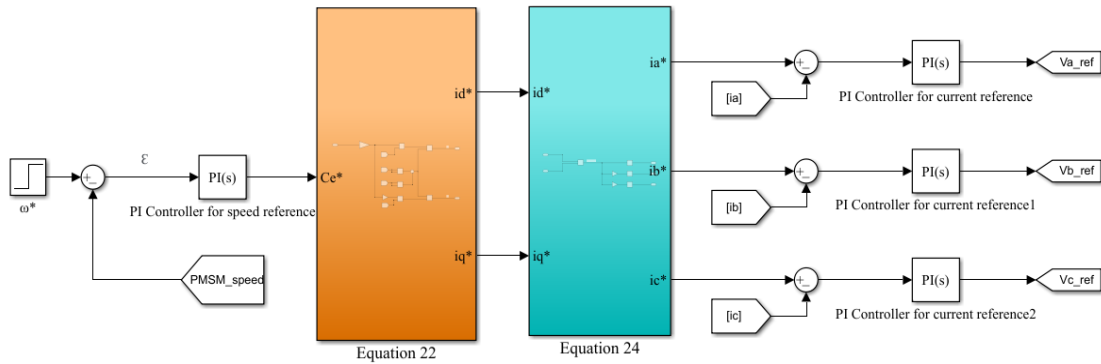 ω*
+
-
ε
PI(s)
PI Controller for speed reference
PMSM_speed
Ce*
id*
iq*
Equation 22
id*
iq*
ia*
ib*
ic*
Equation 24
[ia]
+
-
PI(s)
PI Controller for current reference
Va_ref
[ib]
+
-
PI(s)
PI Controller for current reference1
Vb_ref
[ic]
+
-
PI(s)
PI Controller for current reference2
Vc_ref